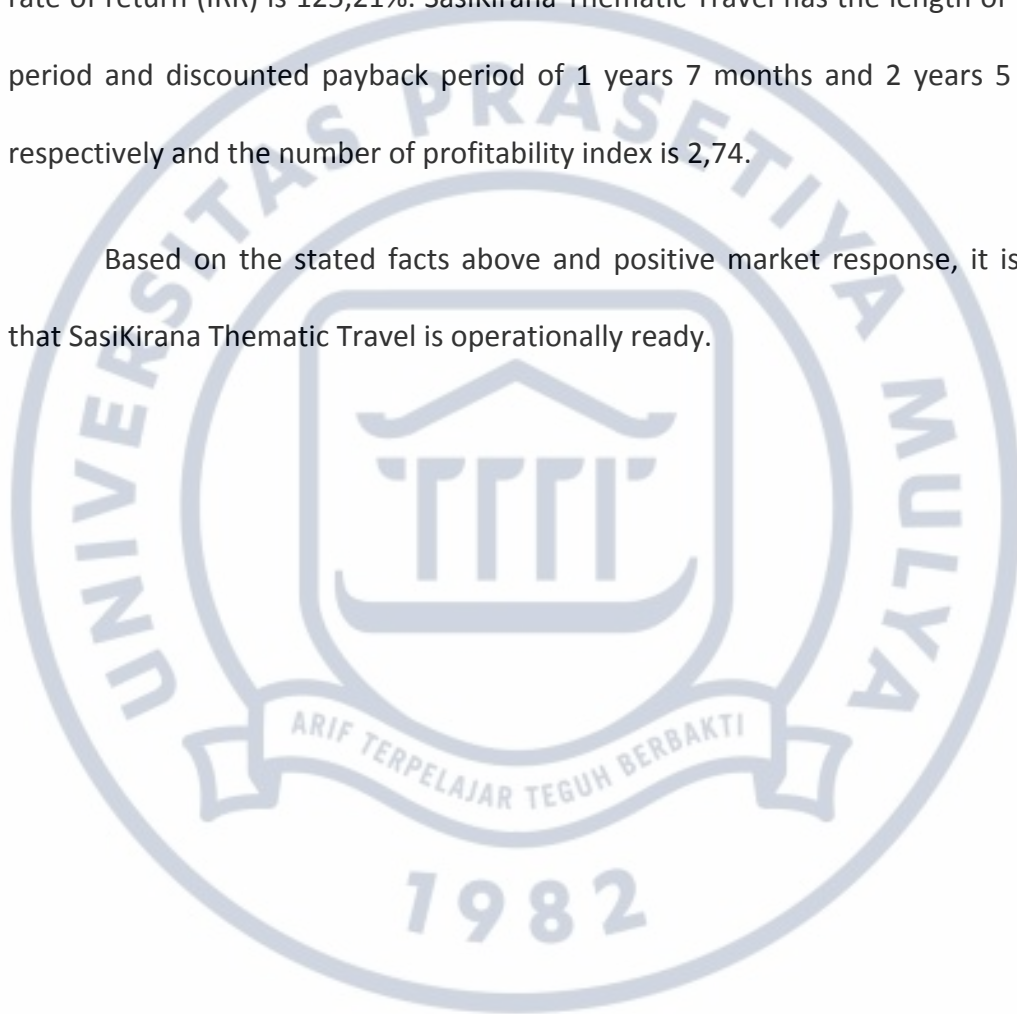 rate of return (IRR) is 123,21%. SasiKirana Thematic Travel has the length of
period and discounted payback period of 1 years 7 months and 2 years 5
respectively and the number of profitability index is 2,74.
Based on the stated facts above and positive market response, it is
that SasiKirana Thematic Travel is operationally ready.
UNIVERSITAS PRASETIYA MULYA
ARIF TERPELAJAR TEGUH BERBAKTI
1982